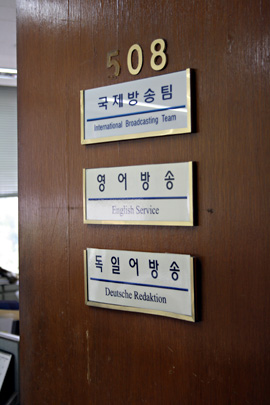 508
국제방송팀
International Broadcasting Team
영어방송
English Service
독일어방송
Deutsche Redaktion